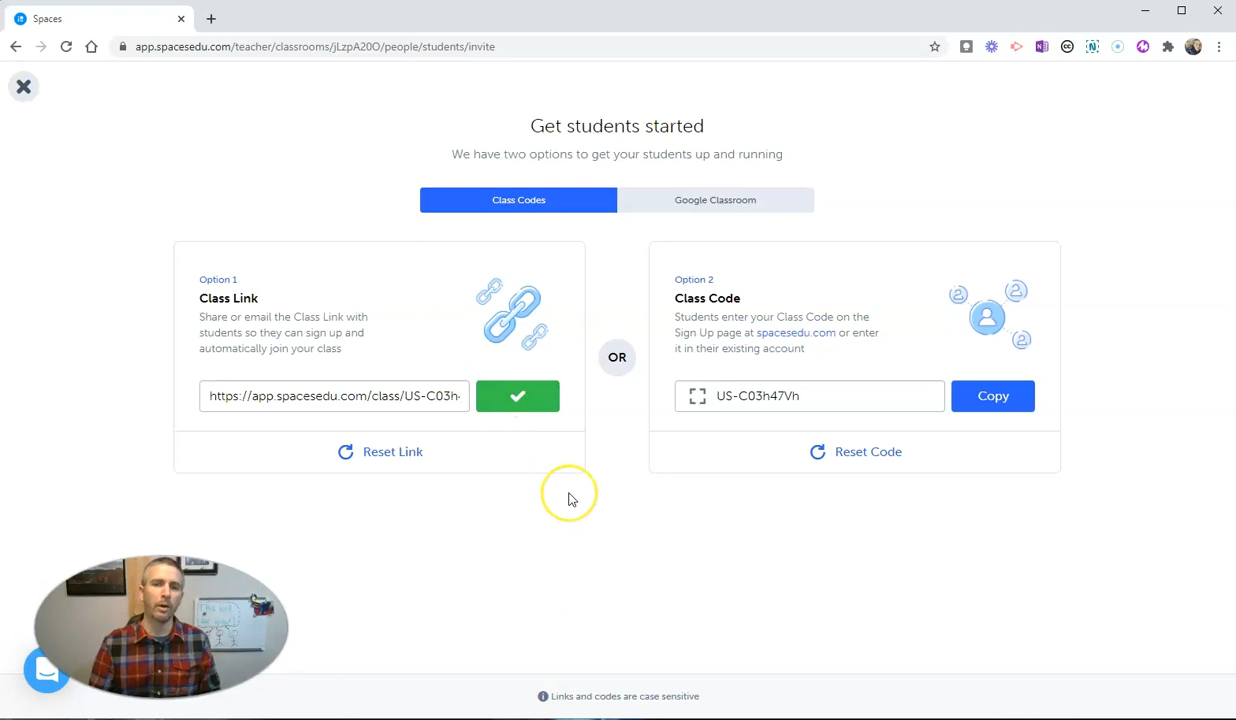 Spaces
app.spacesedu.com/teacher/classrooms/jLzpA20O/people/students/invite
Get students started
We have two options to get your students up and running
Class Codes
Google Classroom
Option 1
Class Link
Share or email the Class Link with
students so they can sign up and
automatically join your class
https://app.spacesedu.com/class/US-C03h
Reset Link
OR
Option 2
Class Code
Students enter your Class Code on the
Sign Up page at spacesedu.com or enter
it in their existing account
US-C03h47Vh
Copy
Reset Code
This will
Links and codes are case sensitive